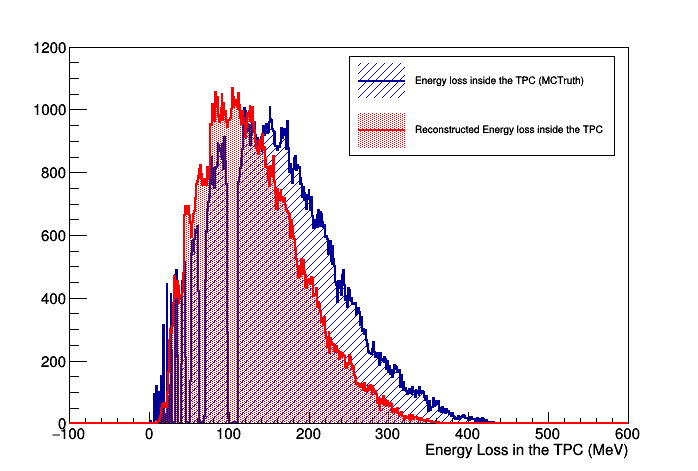 1200
1000
800
600
400
200
0
−100 0 100 200 300 400 500 600
Energy Loss in the TPC (MeV)
Energy loss inside the TPC (MCTruth)
Reconstructed Energy loss inside the TPC